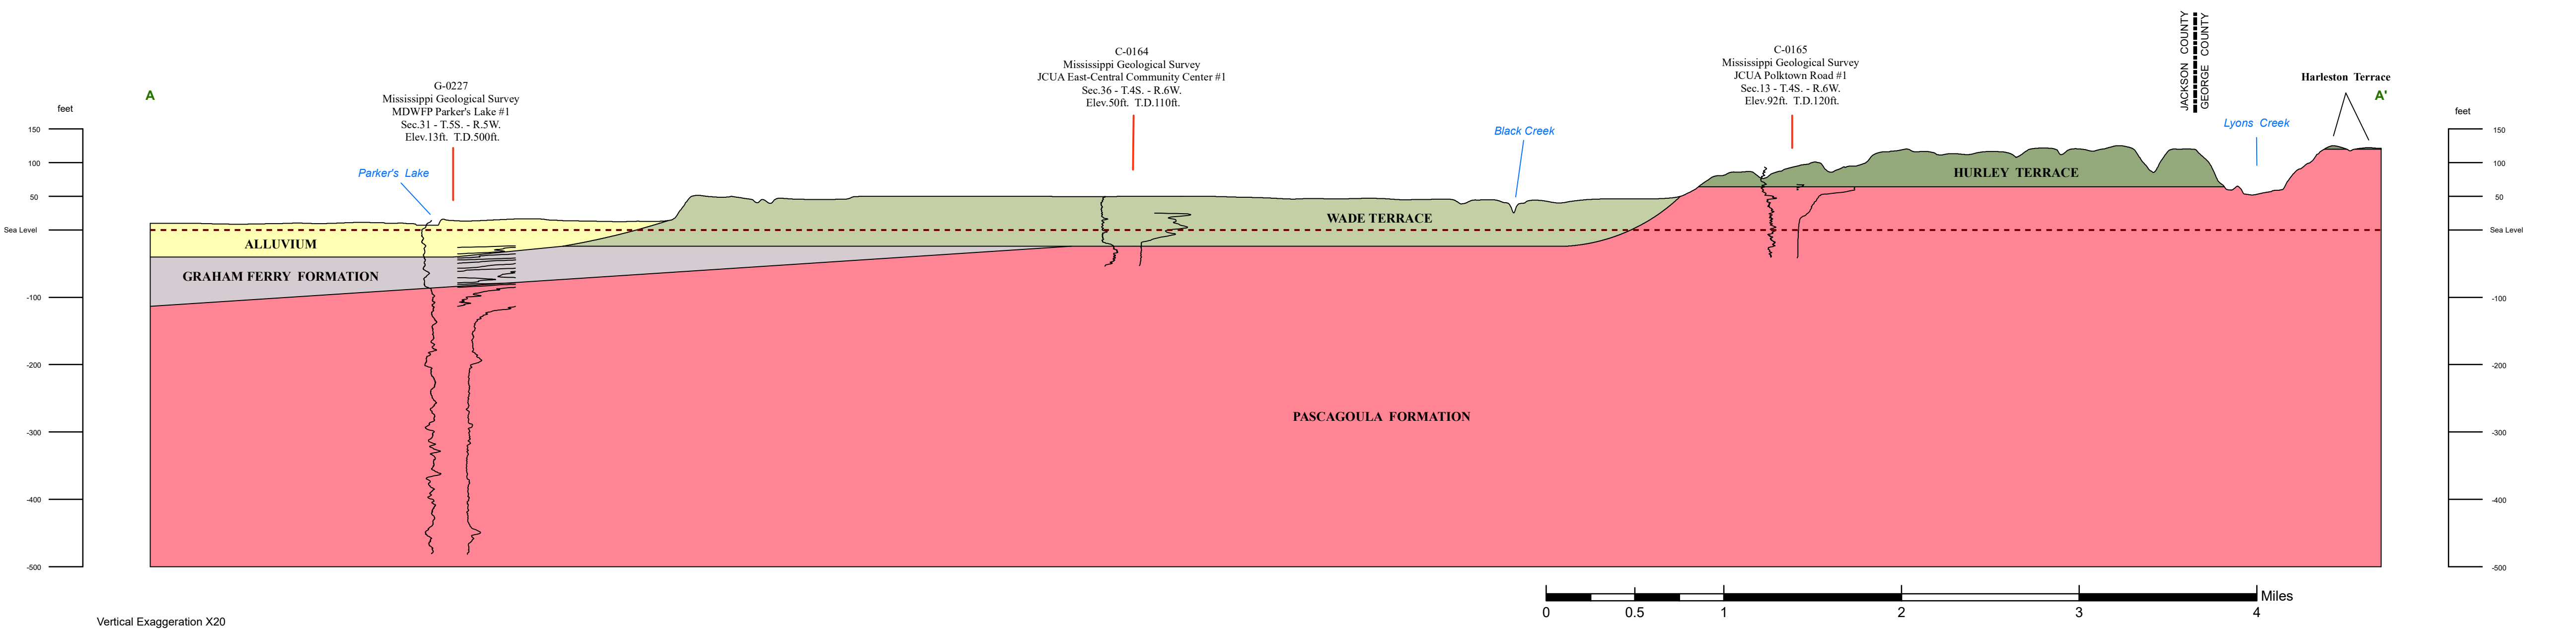 JACKSON COUNTY
GEORGE COUNTY
C-0164
Mississippi Geological Survey
JCUA East-Central Community Center #1
Sec.36 - T.4S. - R.6W.
Elev.50ft. T.D.110ft.
C-0165
Mississippi Geological Survey
JCUA Polktown Road #1
Sec.13 - T.4S. - R.6W.
Elev.92ft. T.D.120ft.
Harleston Terrace
G-0227
Mississippi Geological Survey
MDWFP Parker's Lake #1
Sec.31 - T.5S. - R.5W.
Elev.13ft. T.D.500ft.
A
A'
feet
feet
150
100
50
Sea Level
-100
-200
-300
-400
-500
150
100
50
Sea Level
-100
-200
-300
-400
-500
Parker's Lake
Black Creek
Lyons Creek
HURLEY TERRACE
WADE TERRACE
ALLUVIUM
GRAHAM FERRY FORMATION
PASCAGOULA FORMATION
0 0.5 1 2 3 4
Miles
Vertical Exaggeration X20